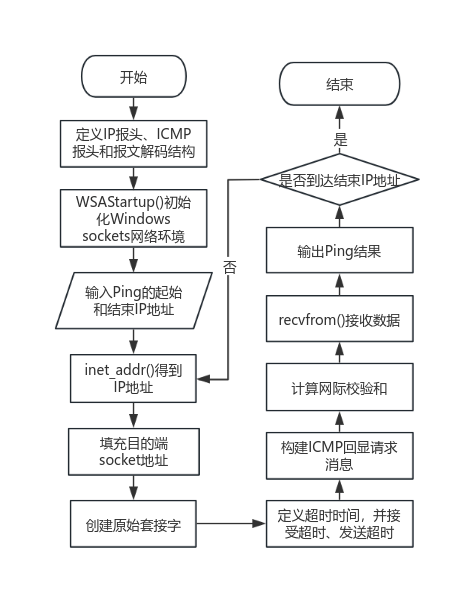 开始
定义IP报头、ICMP
报头和报文解码结构
WSAStartup()初始
化Windows
sockets网络环境
输入Ping的起始
和结束IP地址
inet_addr()得到
IP地址
填充目的端
socket地址
创建原始套接字
定义超时时间，并接
受超时、发送超时
构建ICMP回显请求
消息
计算网际校验和
recvfrom()接收数据
输出Ping结果
是否到达结束IP地址
否
是
结束